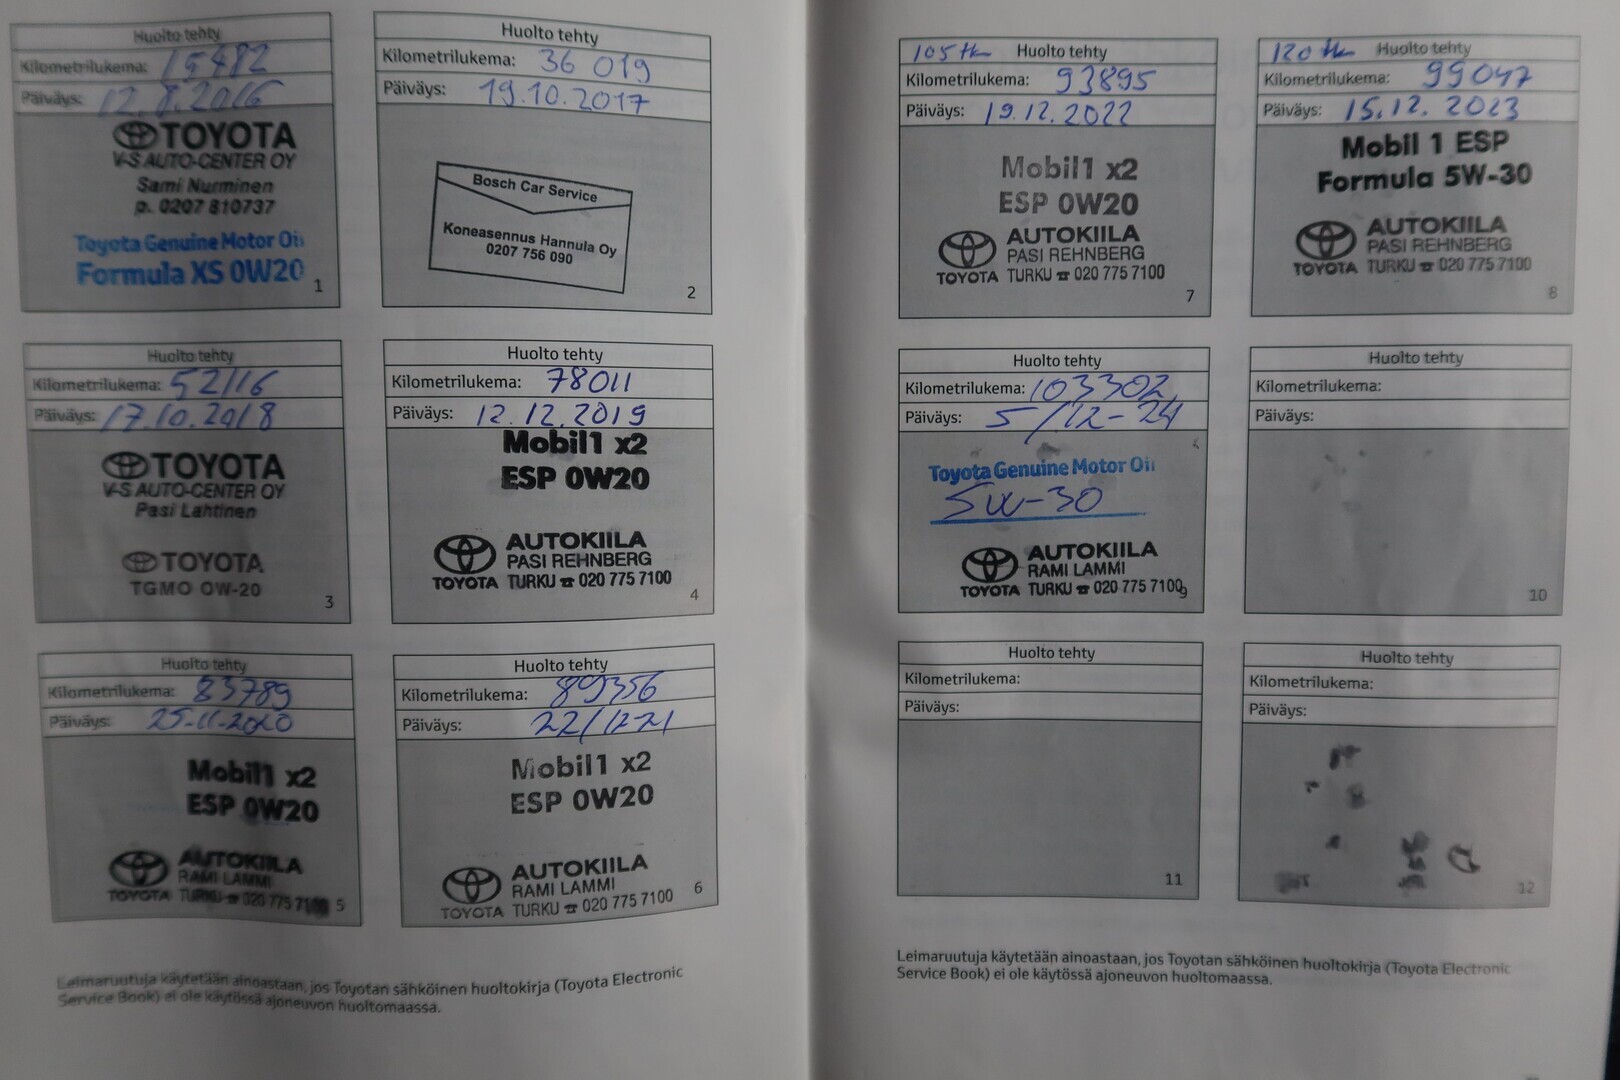 Huolto tehty
Kilometrilukema: 15482
Päiväys: 12.8.2016
TOYOTA
V-S AUTO-CENTER OY
Sami Nurminen
p. 0207 810737
Toyota Genuine Motor Oil
Formula XS 0W20
1
Huolto tehty
Kilometrilukema: 36 019
Päiväys: 19.10.2017
Bosch Car Service
Koneasennus Hannula Oy
0207 756 090
2
Huolto tehty
Kilometrilukema: 52116
Päiväys: 17.10.2018
TOYOTA
V-S AUTO-CENTER OY
Pasi Lahtinen
TOYOTA
TGMO 0W-20
3
Huolto tehty
Kilometrilukema: 78011
Päiväys: 12.12.2019
Mobil1 x2
ESP 0W20
AUTOKIILA
PASI REHNBERG
TOYOTA TURKU ☎ 020 775 7100
4
Huolto tehty
Kilometrilukema: 83789
Päiväys: 25-11-2020
Mobil1 x2
ESP 0W20
AUTOKIILA
RAMI LAMMI
TOYOTA TURKU ☎ 020 775 7100
5
Huolto tehty
Kilometrilukema: 89356
Päiväys: 22/12-21
Mobil1 x2
ESP 0W20
AUTOKIILA
RAMI LAMMI
TOYOTA TURKU ☎ 020 775 7100
6
Leimaruutuja käytetään ainoastaan, jos Toyotan sähköinen huoltokirja (Toyota Electronic
Service Book) ei ole käytössä ajoneuvon huoltomaassa.
105 tkm Huolto tehty
Kilometrilukema: 93895
Päiväys: 19.12.2022
Mobil1 x2
ESP 0W20
AUTOKIILA
PASI REHNBERG
TOYOTA TURKU ☎ 020 775 7100
7
120 tkm Huolto tehty
Kilometrilukema: 99047
Päiväys: 15.12.2023
Mobil 1 ESP
Formula 5W-30
AUTOKIILA
PASI REHNBERG
TOYOTA TURKU ☎ 020 775 7100
8
Huolto tehty
Kilometrilukema: 103302
Päiväys: 5/12-24
Toyota Genuine Motor Oil
5W-30
AUTOKIILA
RAMI LAMMI
TOYOTA TURKU ☎ 020 775 7100
9
Huolto tehty
Kilometrilukema:
Päiväys:
10
Huolto tehty
Kilometrilukema:
Päiväys:
11
Huolto tehty
Kilometrilukema:
Päiväys:
12
Leimaruutuja käytetään ainoastaan, jos Toyotan sähköinen huoltokirja (Toyota Electronic
Service Book) ei ole käytössä ajoneuvon huoltomaassa.